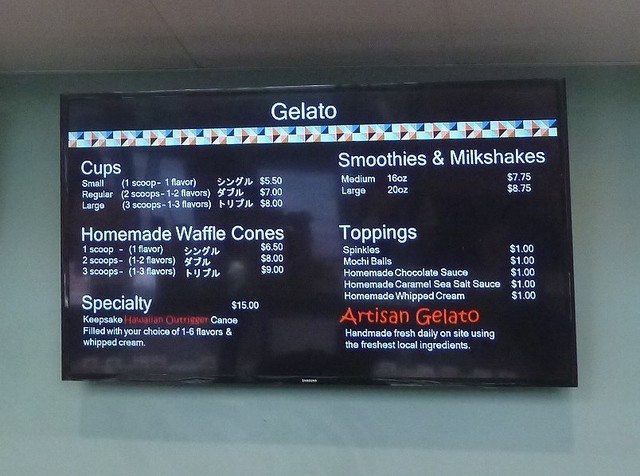 Gelato
Cups
Small (1 scoop - 1 flavor) シングル $5.50
Regular (2 scoops - 1-2 flavors) ダブル $7.00
Large (3 scoops - 1-3 flavors) トリプル $8.00
Homemade Waffle Cones
1 scoop - (1 flavor) シングル $6.50
2 scoops - (1-2 flavors) ダブル $8.00
3 scoops - (1-3 flavors) トリプル $9.00
Specialty $15.00
Keepsake Hawaiian Outrigger Canoe
Filled with your choice of 1-6 flavors &
whipped cream.
Smoothies & Milkshakes
Medium 16oz $7.75
Large 20oz $8.75
Toppings
Spinkles $1.00
Mochi Balls $1.00
Homemade Chocolate Sauce $1.00
Homemade Caramel Sea Salt Sauce $1.00
Homemade Whipped Cream $1.00
Artisan Gelato
Handmade fresh daily on site using
the freshest local ingredients.
SAMSUNG